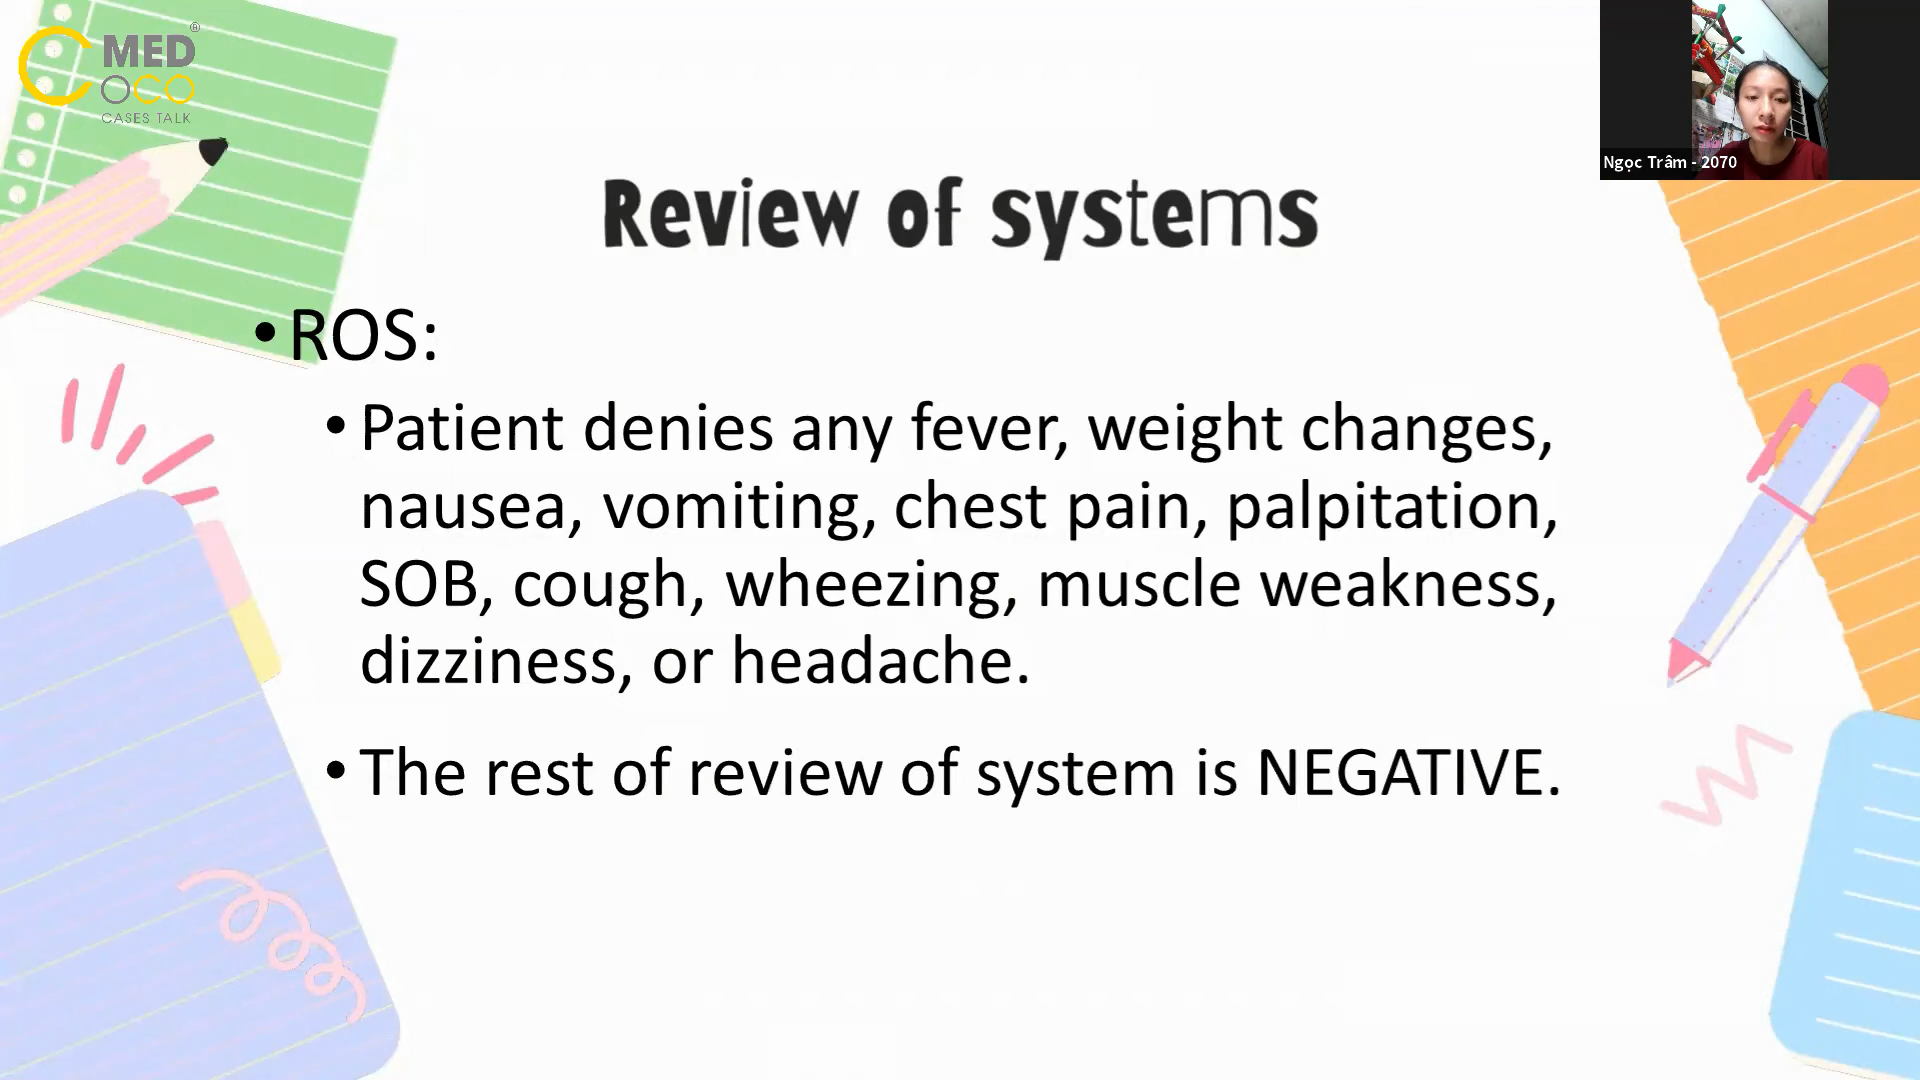 MED
®
OCO
CASES TALK
Ngọc Trâm - 2070
Review of systems
• ROS:
• Patient denies any fever, weight changes,
nausea, vomiting, chest pain, palpitation,
SOB, cough, wheezing, muscle weakness,
dizziness, or headache.
• The rest of review of system is NEGATIVE.